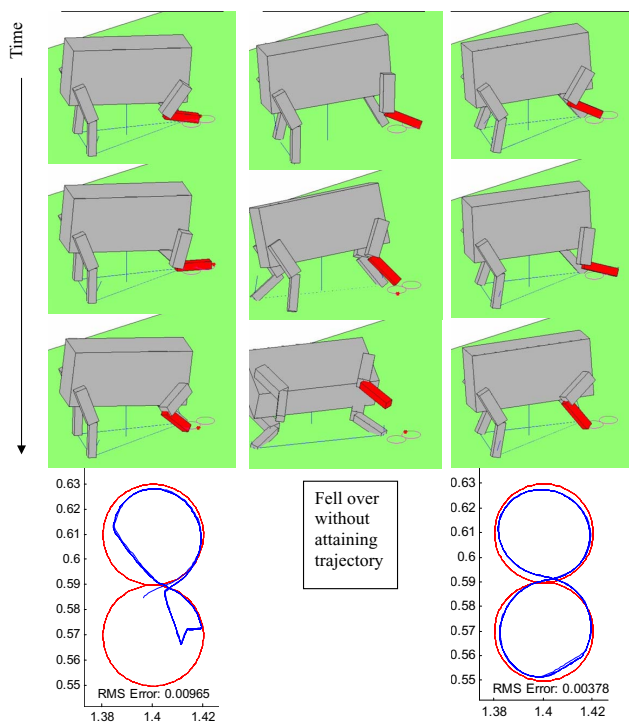 Time
0.63
0.62
0.61
0.6
0.59
0.58
0.57
0.56
0.55
RMS Error: 0.00965
1.38 1.4 1.42
Fell over
without
attaining
trajectory
0.63
0.62
0.61
0.6
0.59
0.58
0.57
0.56
0.55
RMS Error: 0.00378
1.38 1.4 1.42